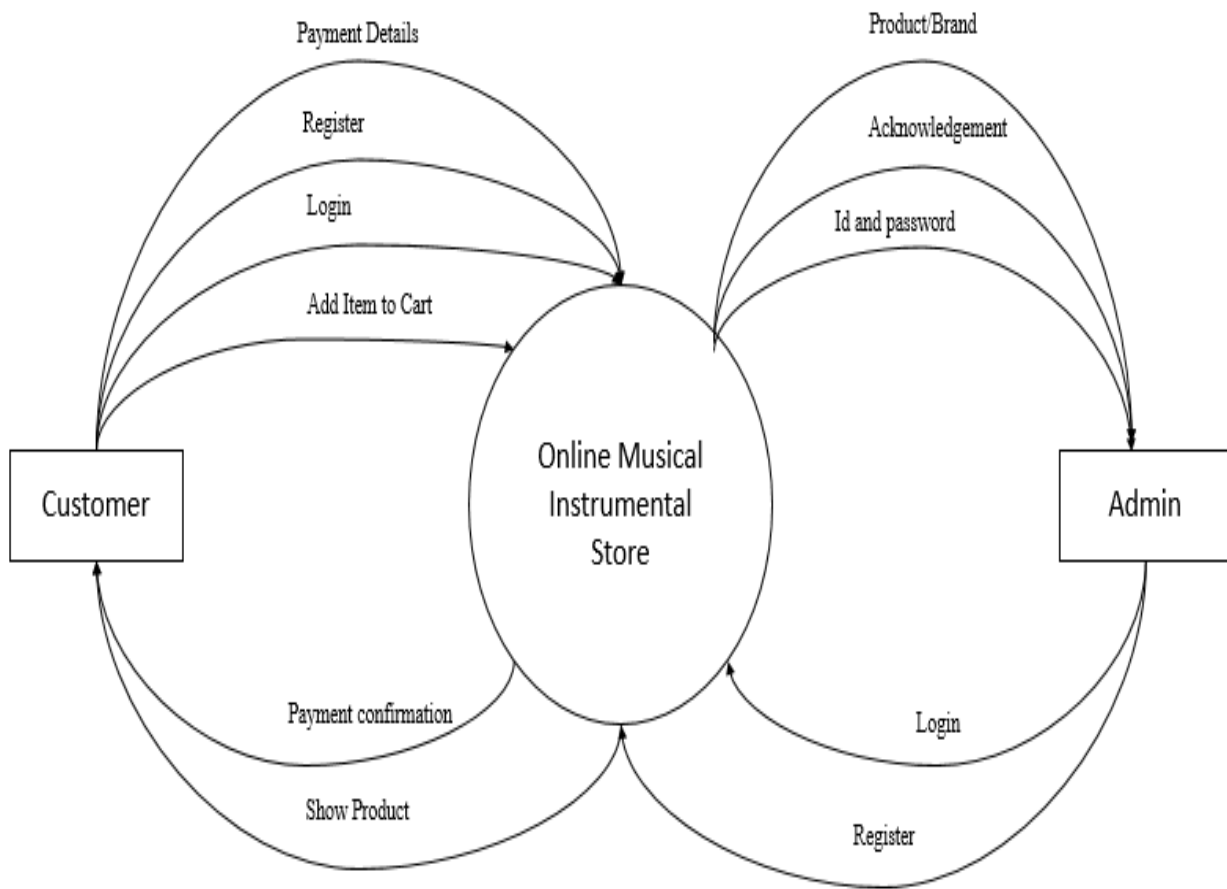 Payment Details
Product/Brand
Register
Acknowledgement
Login
Id and password
Add Item to Cart
Customer
Online Musical
Instrumental
Store
Admin
Payment confirmation
Login
Show Product
Register